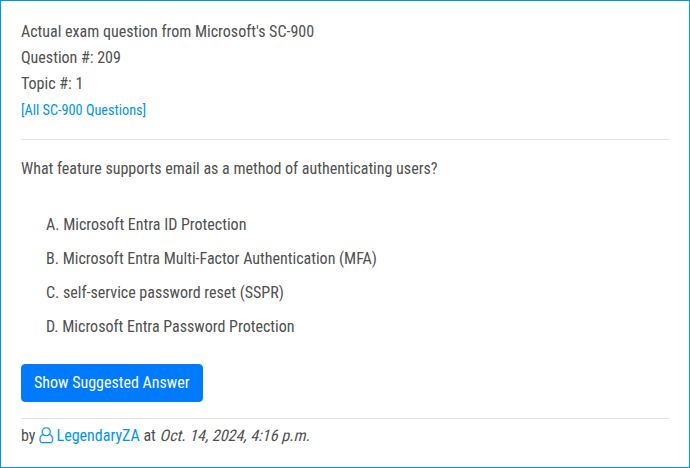 Actual exam question from Microsoft's SC-900
Question #: 209
Topic #: 1
[All SC-900 Questions]
What feature supports email as a method of authenticating users?
A. Microsoft Entra ID Protection
B. Microsoft Entra Multi-Factor Authentication (MFA)
C. self-service password reset (SSPR)
D. Microsoft Entra Password Protection
Show Suggested Answer
by LegendaryZA at Oct. 14, 2024, 4:16 p.m.